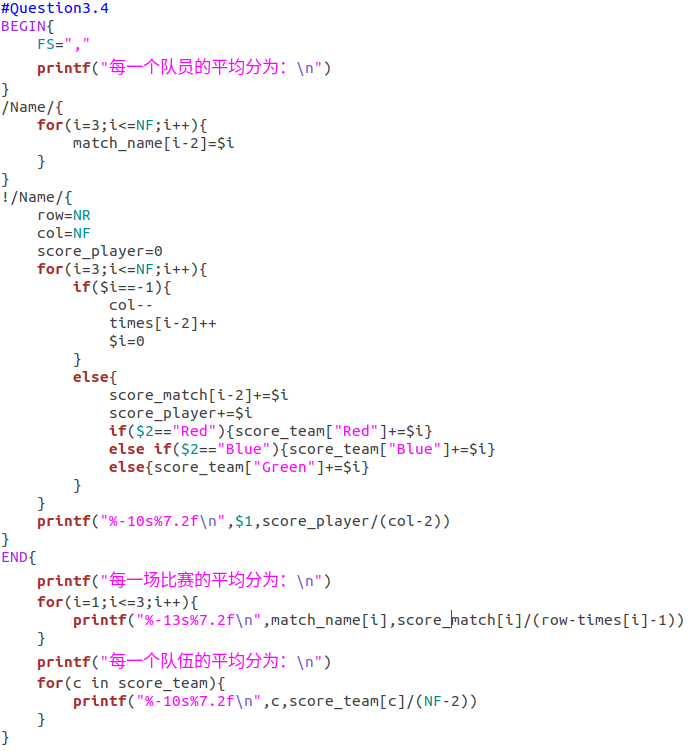 #Question3.4
BEGIN{
    FS=","
    printf("每一个队员的平均分为：\n")
}
/Name/{
    for(i=3;i<=NF;i++){
        match_name[i-2]=$i
    }
}
!/Name/{
    row=NR
    col=NF
    score_player=0
    for(i=3;i<=NF;i++){
        if($i==-1){
            col--
            times[i-2]++
            $i=0
        }
        else{
            score_match[i-2]+=$i
            score_player+=$i
            if($2=="Red"){score_team["Red"]+=$i}
            else if($2=="Blue"){score_team["Blue"]+=$i}
            else{score_team["Green"]+=$i}
        }
    }
    printf("%-10s%7.2f\n",$1,score_player/(col-2))
}
END{
    printf("每一场比赛的平均分为：\n")
    for(i=1;i<=3;i++){
        printf("%-13s%7.2f\n",match_name[i],score_match[i]/(row-times[i]-1))
    }
    printf("每一个队伍的平均分为：\n")
    for(c in score_team){
        printf("%-10s%7.2f\n",c,score_team[c]/(NF-2))
    }
}